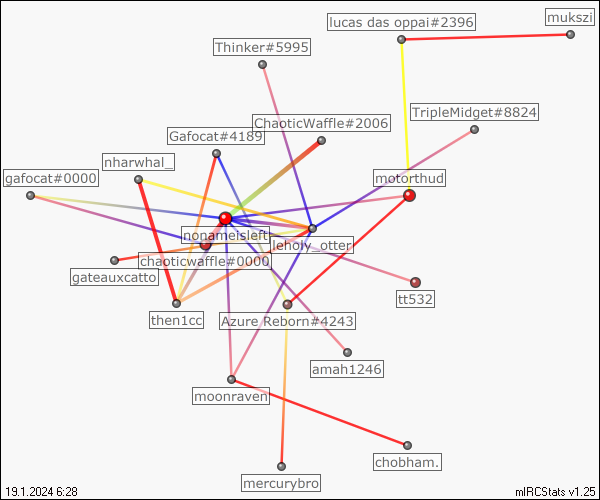 mukszi
lucas das oppai#2396
Thinker#5995
TripleMidget#8824
ChaoticWaffle#2006
Gafocat#4189
nharwhal_
gafocat#0000
motorthud
nonameisleft
leholy_otter
chaoticwaffle#0000
gateauxcatto
tt532
then1cc
Azure Reborn#4243
amah1246
moonraven
chobham.
mercurybro
19.1.2024 6:28
mIRCStats v1.25